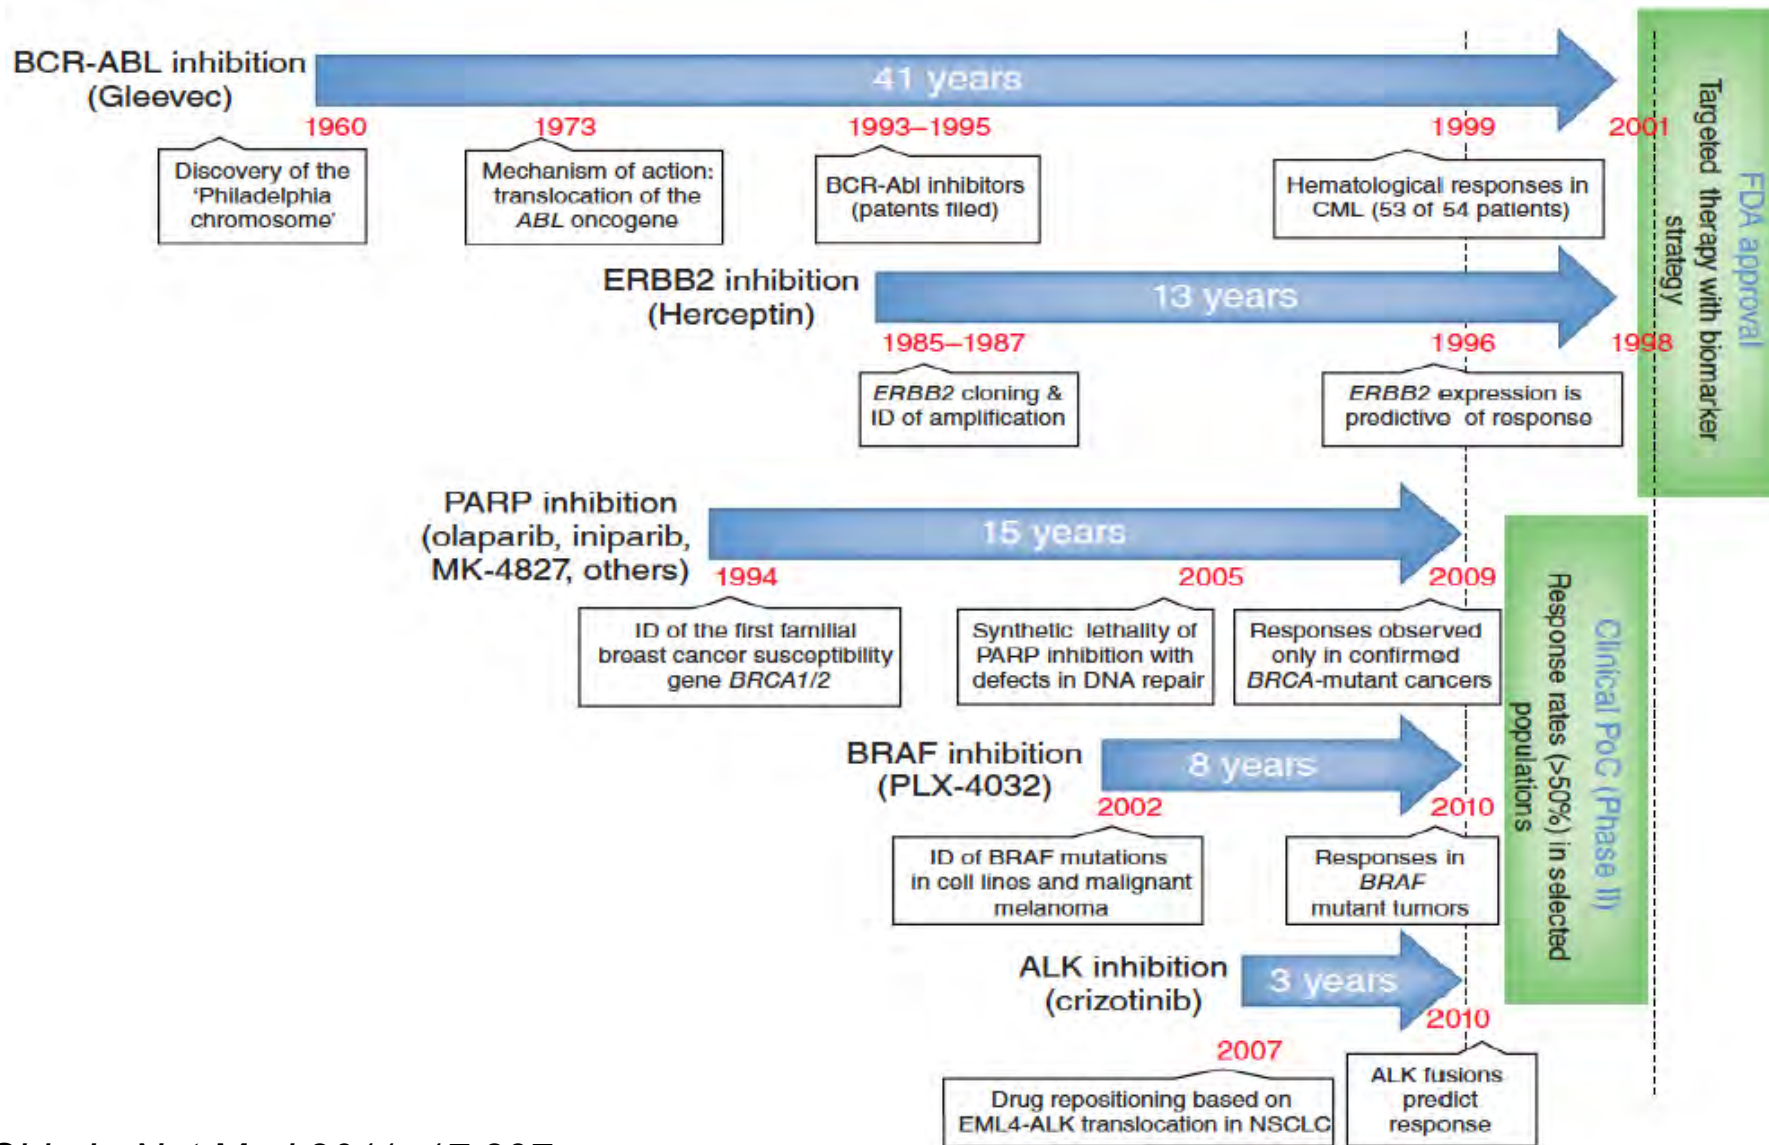 BCR-ABL inhibition
(Gleevec)
41 years
1960
1973
1993–1995
1999
2001
Discovery of the
'Philadelphia
chromosome'
Mechanism of action:
translocation of the
ABL oncogene
BCR-Abl inhibitors
(patents filed)
Hematological responses in
CML (53 of 54 patients)
ERBB2 inhibition
(Herceptin)
13 years
1985–1987
1996
1998
ERBB2 cloning &
ID of amplification
ERBB2 expression is
predictive of response
FDA approval
Targeted therapy with biomarker
strategy
PARP inhibition
(olaparib, iniparib,
MK-4827, others)
15 years
1994
2005
2009
ID of the first familial
breast cancer susceptibility
gene BRCA1/2
Synthetic lethality of
PARP inhibition with
defects in DNA repair
Responses observed
only in confirmed
BRCA-mutant cancers
BRAF inhibition
(PLX-4032)
8 years
2002
2010
ID of BRAF mutations
in cell lines and malignant
melanoma
Responses in
BRAF
mutant tumors
ALK inhibition
(crizotinib)
3 years
2007
2010
Drug repositioning based on
EML4-ALK translocation in NSCLC
ALK fusions
predict
response
Clinical PoC (Phase II)
Response rates (>50%) in selected
populations